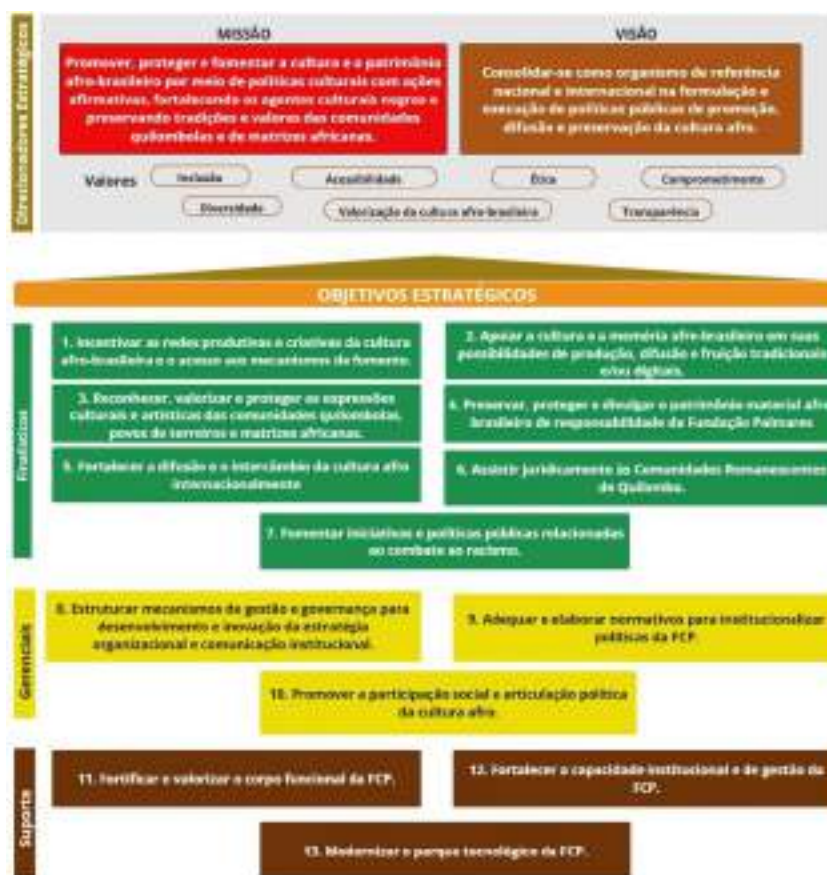 Direcionadores Estratégicos
MISSÃO
Promover, proteger e fomentar a cultura e o patrimônio
afro-brasileiro por meio de políticas culturais com ações
afirmativas, fortalecendo os agentes culturais negros e
preservando tradições e valores das comunidades
quilombolas e de matrizes africanas.
VISÃO
Consolidar-se como organismo de referência
nacional e internacional na formulação e
execução de políticas públicas de promoção,
difusão e preservação da cultura afro.
Valores
Inclusão
Acessibilidade
Ética
Comprometimento
Diversidade
Valorização da cultura afro-brasileira
Transparência
OBJETIVOS ESTRATÉGICOS
Finalísticos
1. Incentivar as redes produtivas e criativas da cultura
afro-brasileira e o acesso aos mecanismos de fomento.
2. Apoiar a cultura e a memória afro-brasileiro em suas
possibilidades de produção, difusão e fruição tradicionais
e/ou digitais.
3. Reconhecer, valorizar e proteger as expressões
culturais e artísticas das comunidades quilombolas,
povos de terreiros e matrizes africanas.
4. Preservar, proteger e divulgar o patrimônio material afro
brasileiro de responsabilidade da Fundação Palmares
5. Fortalecer a difusão e o intercâmbio da cultura afro
internacionalmente
6. Assistir juridicamente às Comunidades Remanescentes
de Quilombo.
7. Fomentar iniciativas e políticas públicas relacionadas
ao combate ao racismo.
Gerenciais
8. Estruturar mecanismos de gestão e governança para
desenvolvimento e inovação da estratégia
organizacional e comunicação institucional.
9. Adequar e elaborar normativos para institucionalizar
políticas da FCP.
10. Promover a participação social e articulação política
da cultura afro.
Suporte
11. Fortificar e valorizar o corpo funcional da FCP.
12. Fortalecer a capacidade institucional e de gestão da
FCP.
13. Modernizar o parque tecnológico da FCP.